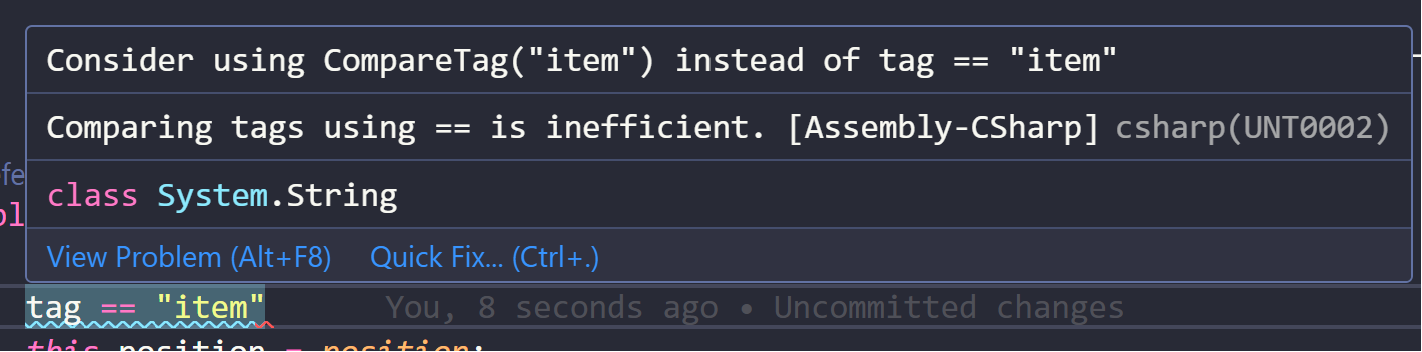 Consider using CompareTag("item") instead of tag == "item"
Comparing tags using == is inefficient. [Assembly-CSharp] csharp(UNT0002)
class System.String
View Problem (Alt+F8) Quick Fix... (Ctrl+.)
tag == "item" You, 8 seconds ago • Uncommitted changes
this.position = position;